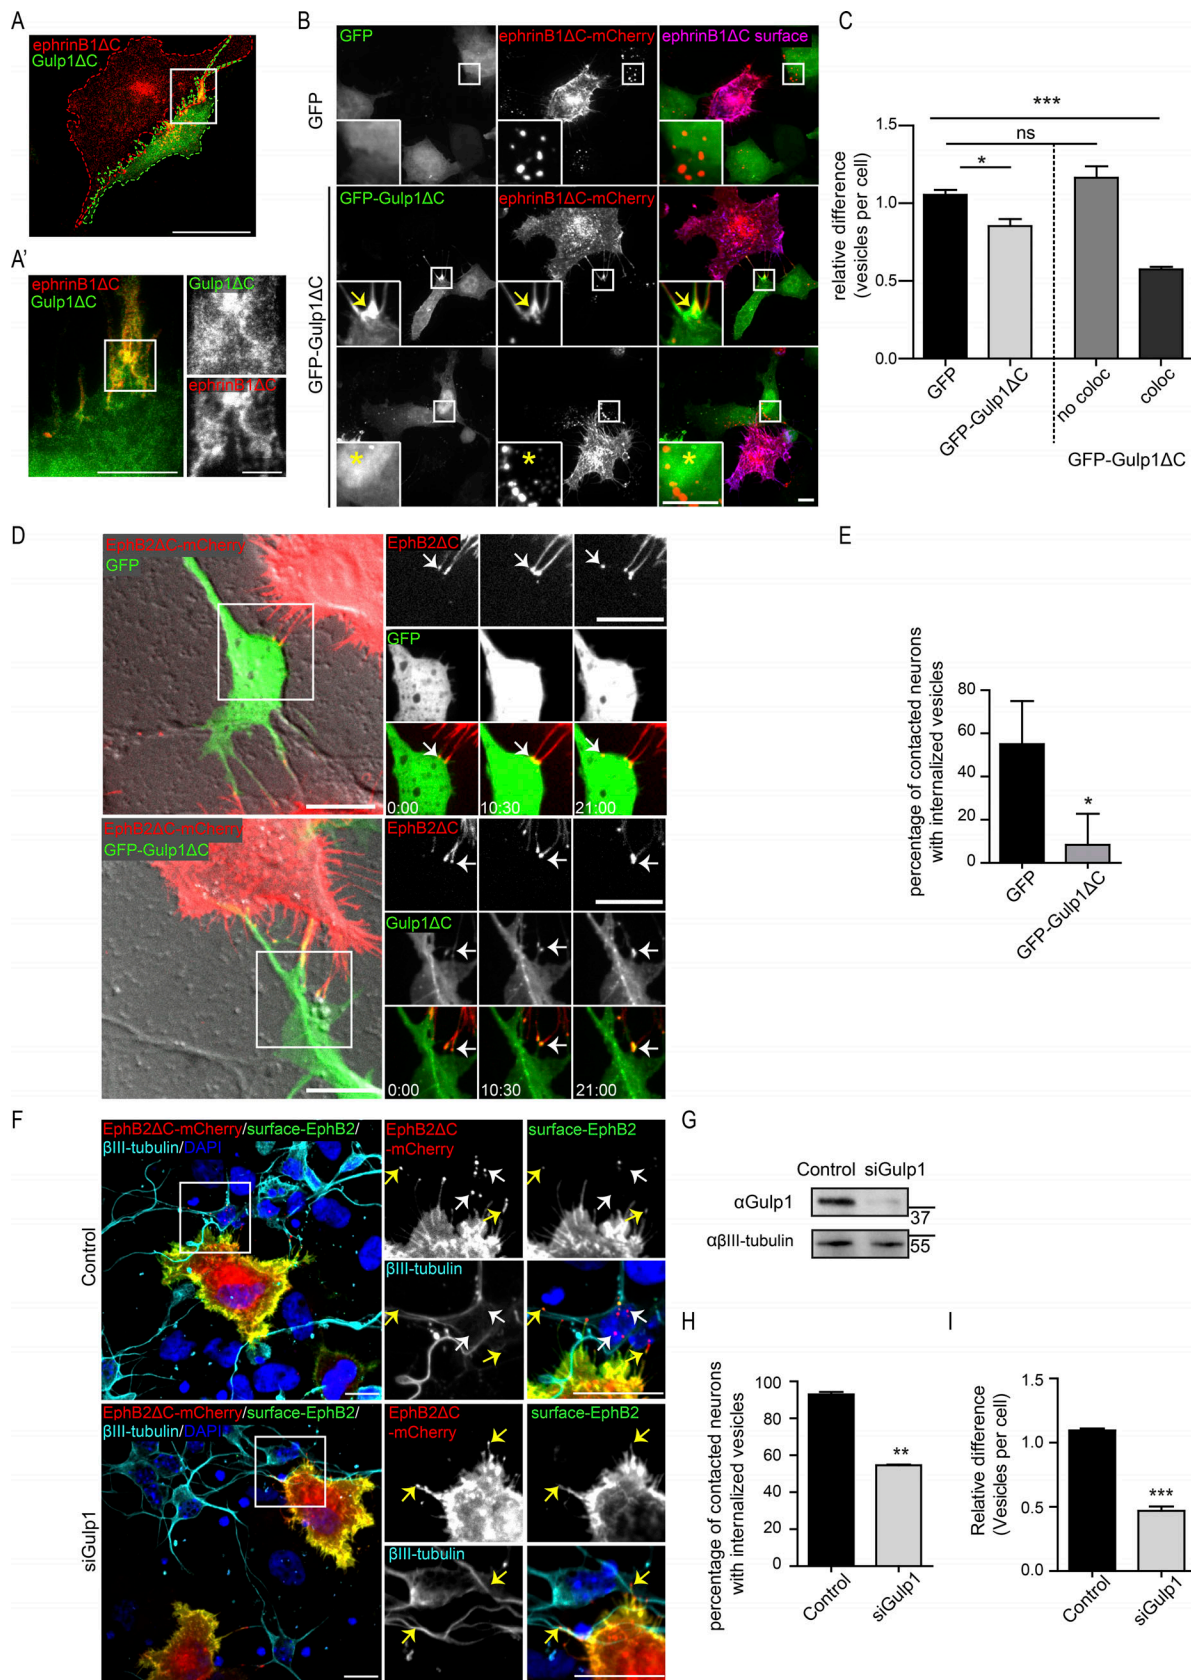 A
ephrinB1ΔC
Gulp1ΔC
A'
ephrinB1ΔC
Gulp1ΔC
Gulp1ΔC
ephrinB1ΔC
B
GFP
ephrinB1ΔC-mCherry
ephrinB1ΔC surface
GFP
GFP-Gulp1ΔC
ephrinB1ΔC-mCherry
GFP-Gulp1ΔC
*
*
*
C
***
ns
*
1.5
1.0
0.5
0.0
relative difference
(vesicles per cell)
GFP
GFP-Gulp1ΔC
no coloc
coloc
GFP-Gulp1ΔC
D
EphB2ΔC-mCherry
GFP
EphB2ΔC
GFP
0:00
10:30
21:00
EphB2ΔC-mCherry
GFP-Gulp1ΔC
EphB2ΔC
Gulp1ΔC
0:00
10:30
21:00
E
80
60
40
20
0
percentage of contacted neurons
with internalized vesicles
*
GFP
GFP-Gulp1ΔC
F
EphB2ΔC-mCherry/surface-EphB2/
βIII-tubulin/DAPI
Control
EphB2ΔC
-mCherry
surface-EphB2
βIII-tubulin
EphB2ΔC-mCherry/surface-EphB2/
βIII-tubulin/DAPI
siGulp1
EphB2ΔC
-mCherry
surface-EphB2
βIII-tubulin
G
Control siGulp1
αGulp1
37
αβIII-tubulin
55
H
100
80
60
40
20
0
percentage of contacted neurons
with internalized vesicles
**
Control
siGulp1
I
1.5
1.0
0.5
0.0
Relative difference
(Vesicles per cell)
***
Control
siGulp1